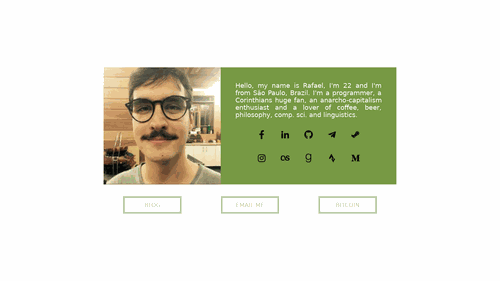 Hello, my name is Rafael, I'm 22 and I'm
from São Paulo, Brazil. I'm a programmer, a
Corinthians huge fan, an anarcho-capitalism
enthusiast and a lover of coffee, beer,
philosophy, comp. sci. and linguistics.
BLOG EMAIL ME BITCOIN